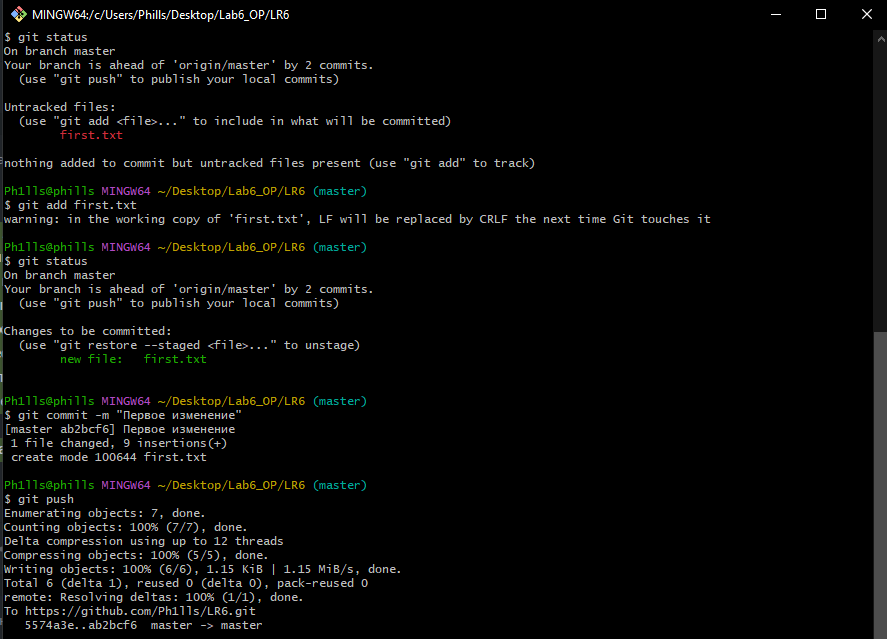 MINGW64:/c/Users/Phills/Desktop/Lab6_OP/LR6
$ git status
On branch master
Your branch is ahead of 'origin/master' by 2 commits.
  (use "git push" to publish your local commits)
Untracked files:
  (use "git add <file>..." to include in what will be committed)
        first.txt
nothing added to commit but untracked files present (use "git add" to track)
Ph1lls@phills MINGW64 ~/Desktop/Lab6_OP/LR6 (master)
$ git add first.txt
warning: in the working copy of 'first.txt', LF will be replaced by CRLF the next time Git touches it
Ph1lls@phills MINGW64 ~/Desktop/Lab6_OP/LR6 (master)
$ git status
On branch master
Your branch is ahead of 'origin/master' by 2 commits.
  (use "git push" to publish your local commits)
Changes to be committed:
  (use "git restore --staged <file>..." to unstage)
        new file:   first.txt
Ph1lls@phills MINGW64 ~/Desktop/Lab6_OP/LR6 (master)
$ git commit -m "Первое изменение"
[master ab2bcf6] Первое изменение
 1 file changed, 9 insertions(+)
 create mode 100644 first.txt
Ph1lls@phills MINGW64 ~/Desktop/Lab6_OP/LR6 (master)
$ git push
Enumerating objects: 7, done.
Counting objects: 100% (7/7), done.
Delta compression using up to 12 threads
Compressing objects: 100% (5/5), done.
Writing objects: 100% (6/6), 1.15 KiB | 1.15 MiB/s, done.
Total 6 (delta 1), reused 0 (delta 0), pack-reused 0
remote: Resolving deltas: 100% (1/1), done.
To https://github.com/Ph1lls/LR6.git
   5574a3e..ab2bcf6  master -> master